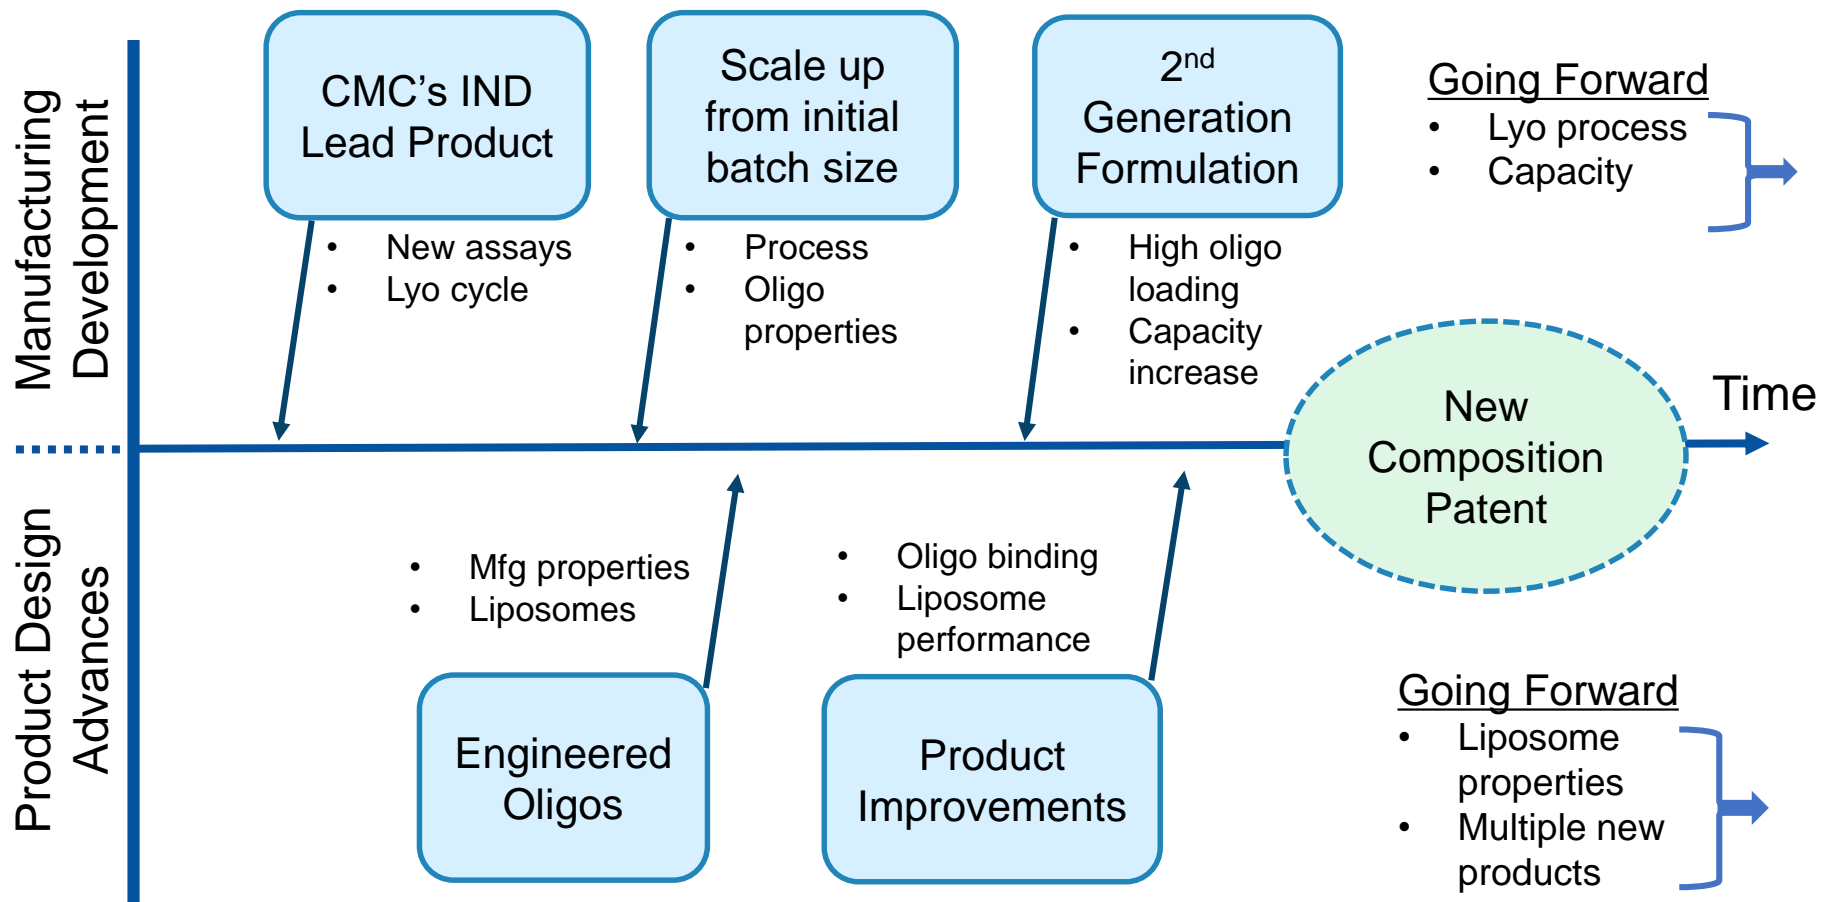 Manufacturing
Development
CMC's IND
Lead Product
• New assays
• Lyo cycle
Scale up
from initial
batch size
• Process
• Oligo
properties
2nd
Generation
Formulation
• High oligo
loading
• Capacity
increase
Going Forward
• Lyo process
• Capacity
New
Composition
Patent
Time
Product Design
Advances
• Mfg properties
• Liposomes
Engineered
Oligos
• Oligo binding
• Liposome
performance
Product
Improvements
Going Forward
• Liposome
properties
• Multiple new
products